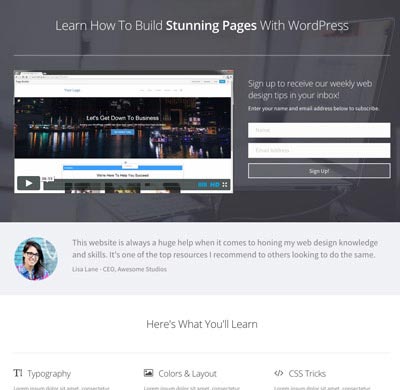 Learn How To Build Stunning Pages With WordPress
Your Logo
Let's Get Down To Business
We're Here To Help You Succeed
Sign up to receive our weekly web
design tips in your inbox!
Enter your name and email address below to subscribe.
Name
Email Address
Sign Up!
This website is always a huge help when it comes to honing my web design knowledge
and skills. It's one of the top resources I recommend to others looking to do the same.
Lisa Lane - CEO, Awesome Studios
Here's What You'll Learn
Typography
Colors & Layout
CSS Tricks
Lorem ipsum dolor sit amet, consectetur
Lorem ipsum dolor sit amet, consectetur
Lorem ipsum dolor sit amet, consectetur